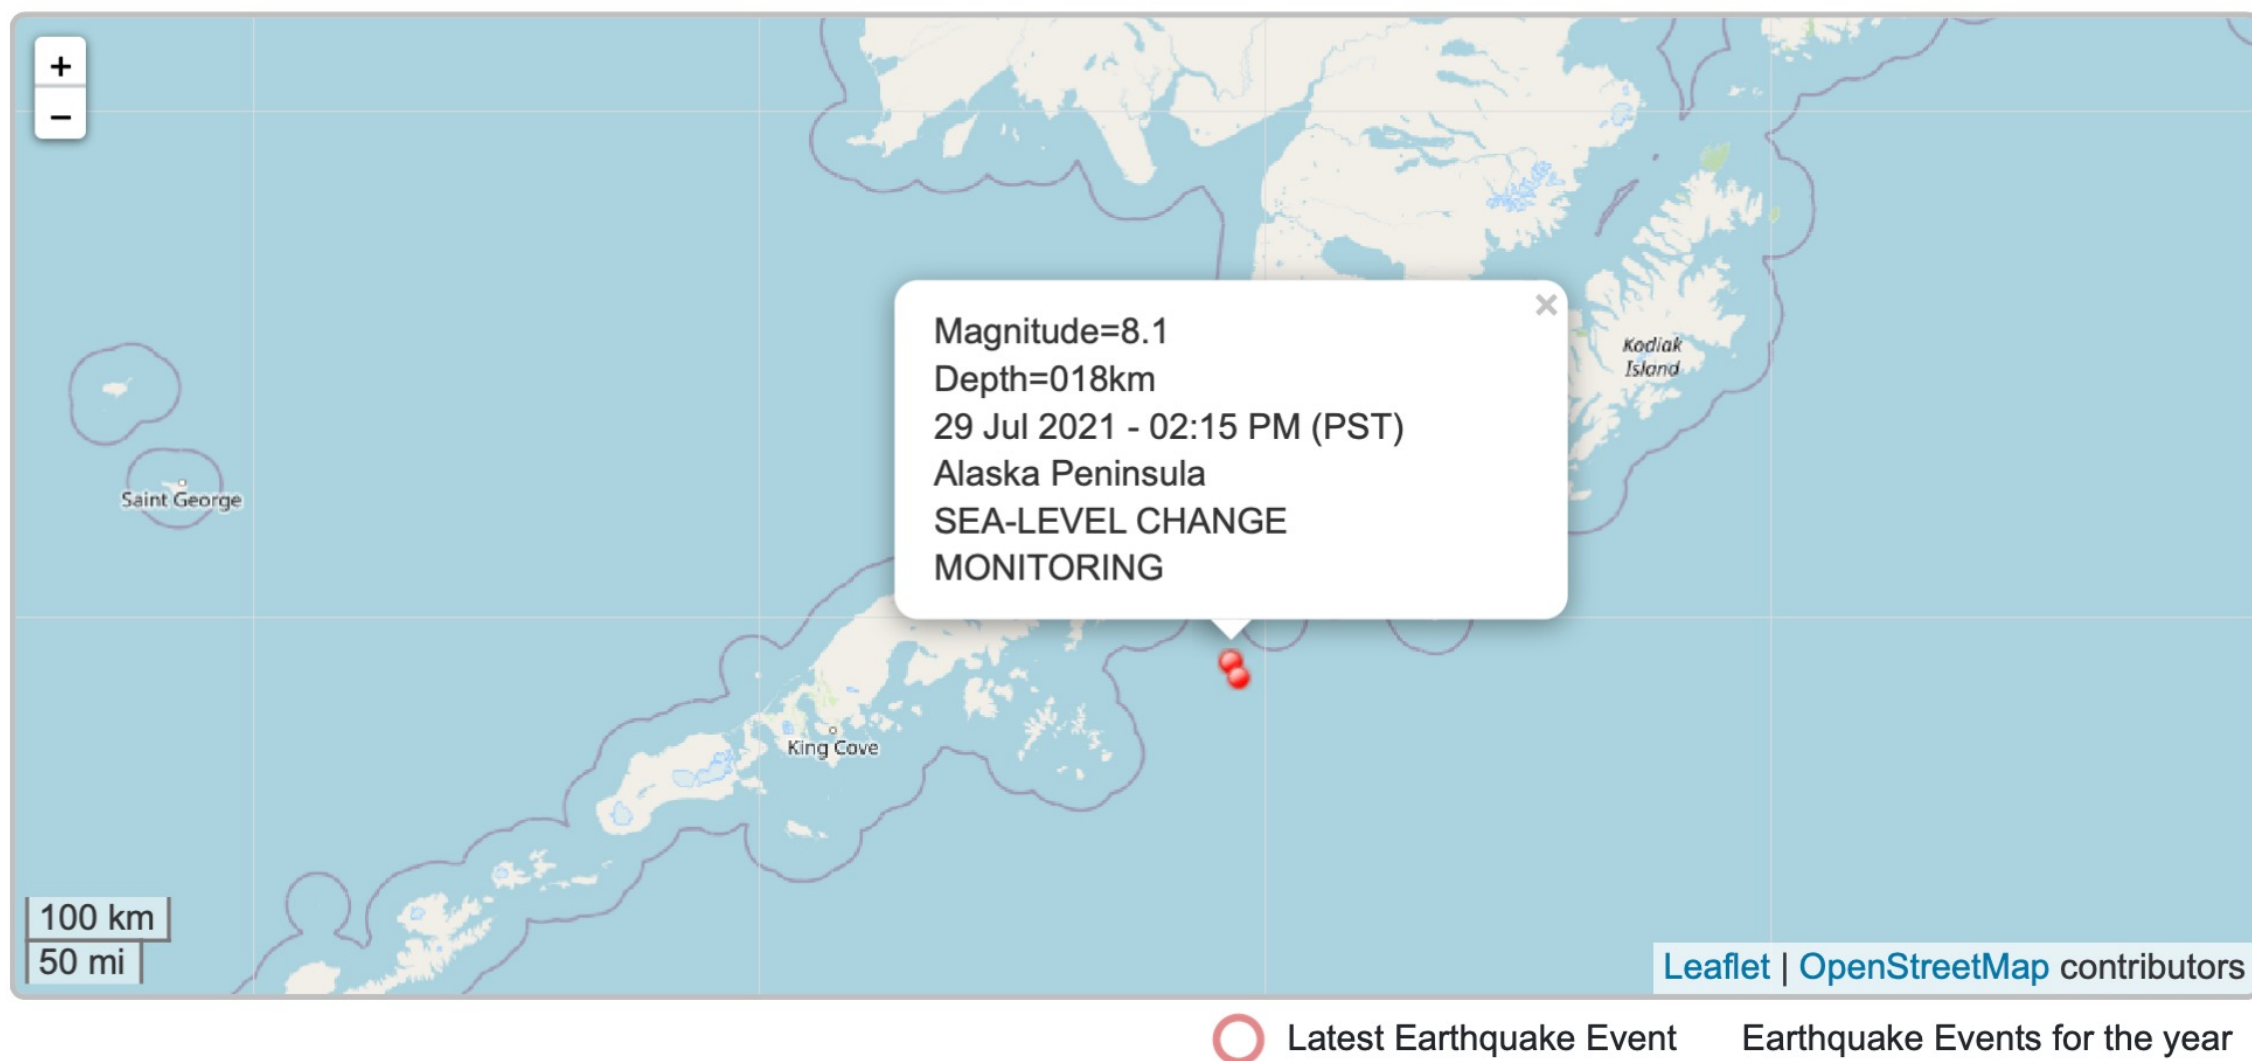 +
−
Magnitude=8.1
Depth=018km
29 Jul 2021 - 02:15 PM (PST)
Alaska Peninsula
SEA-LEVEL CHANGE
MONITORING
×
Kodiak
Island
Saint George
King Cove
100 km
50 mi
Leaflet | OpenStreetMap contributors
Latest Earthquake Event Earthquake Events for the year